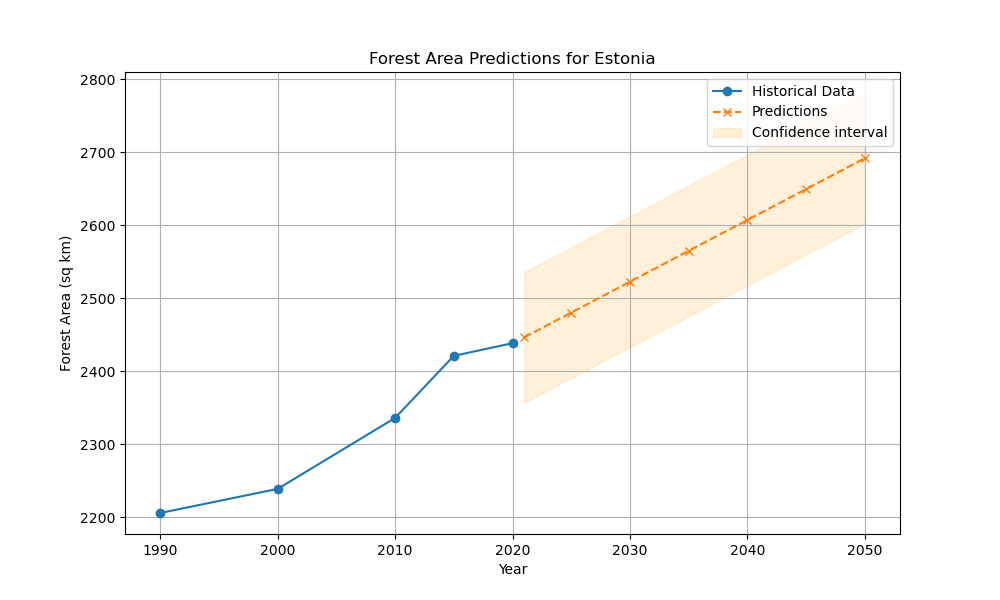 Forest Area Predictions for Estonia
Historical Data
Predictions
Confidence interval
Forest Area (sq km)
2800
2700
2600
2500
2400
2300
2200
1990 2000 2010 2020 2030 2040 2050
Year